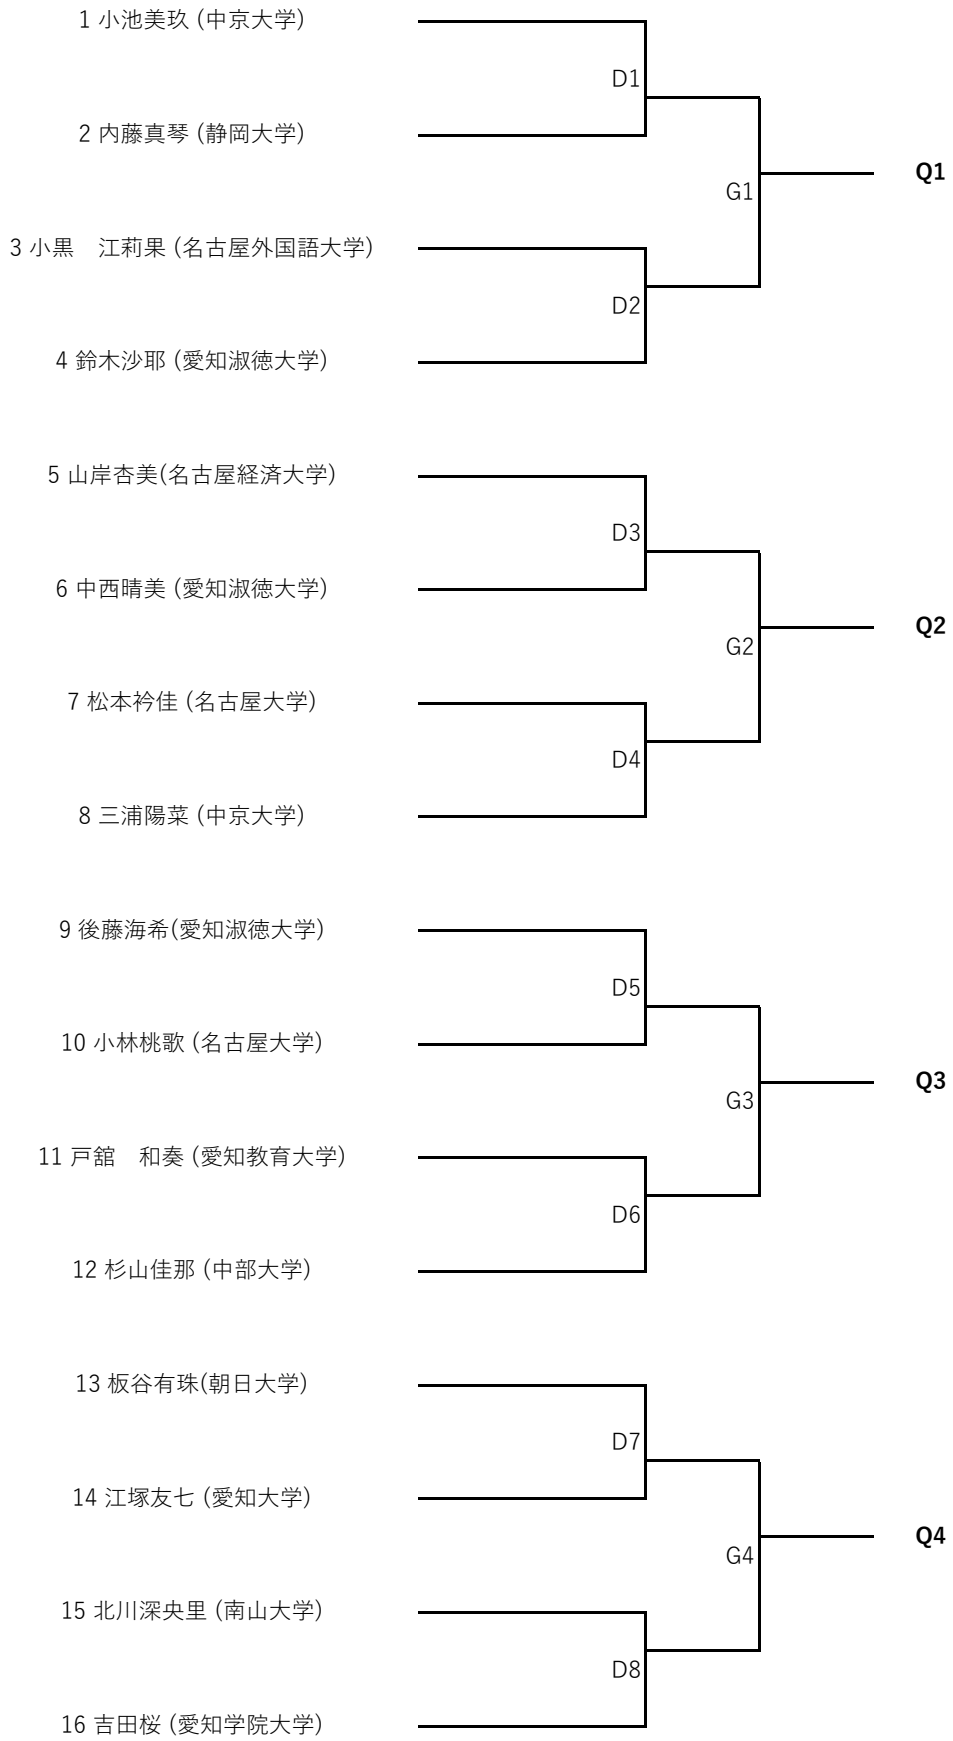 1 小池美玖 (中京大学)
D1
2 内藤真琴 (静岡大学)
Q1
G1
3 小黒　江莉果 (名古屋外国語大学)
D2
4 鈴木沙耶 (愛知淑徳大学)
5 山岸杏美(名古屋経済大学)
D3
6 中西晴美 (愛知淑徳大学)
Q2
G2
7 松本衿佳 (名古屋大学)
D4
8 三浦陽菜 (中京大学)
9 後藤海希(愛知淑徳大学)
D5
10 小林桃歌 (名古屋大学)
Q3
G3
11 戸舘　和奏 (愛知教育大学)
D6
12 杉山佳那 (中部大学)
13 板谷有珠(朝日大学)
D7
14 江塚友七 (愛知大学)
Q4
G4
15 北川深央里 (南山大学)
D8
16 吉田桜 (愛知学院大学)